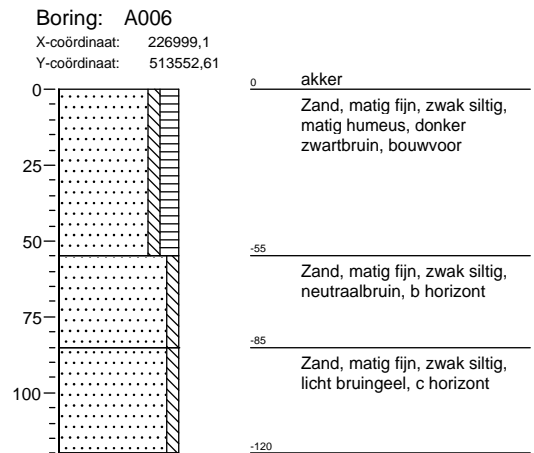 Boring: A006
X-coördinaat: 226999,1
Y-coördinaat: 513552,61
0
25
50
75
100
0 akker
Zand, matig fijn, zwak siltig,
matig humeus, donker
zwartbruin, bouwvoor
-55
Zand, matig fijn, zwak siltig,
neutraalbruin, b horizont
-85
Zand, matig fijn, zwak siltig,
licht bruingeel, c horizont
-120